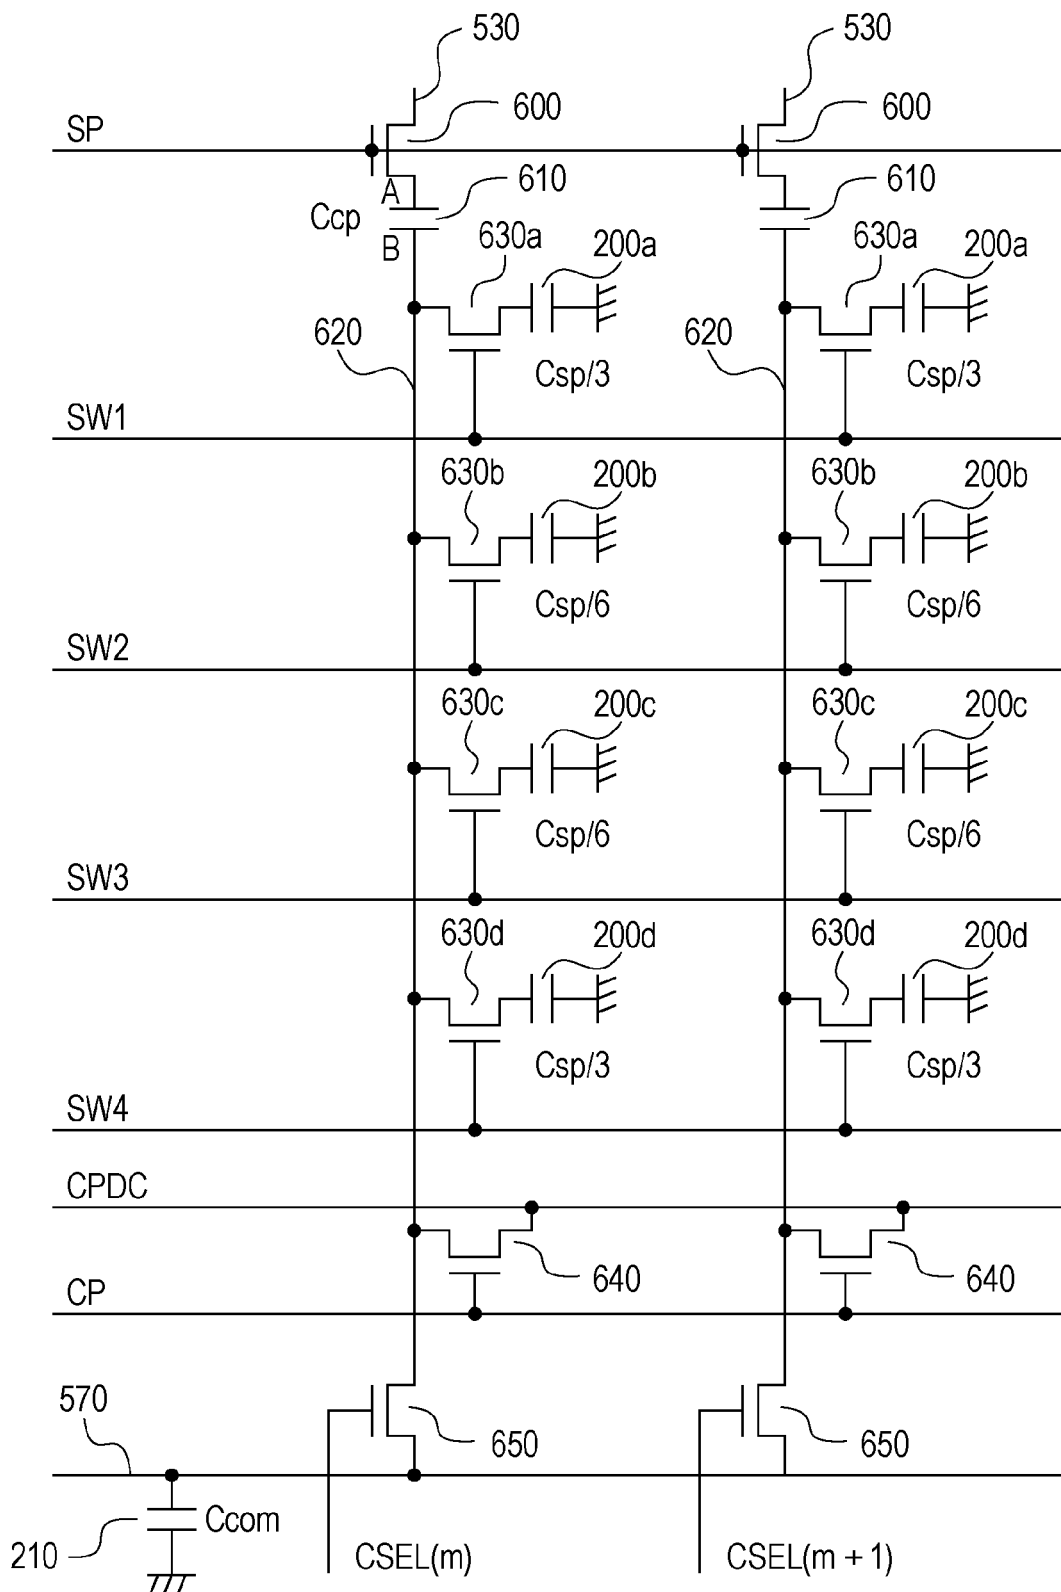 530 530
600 600
SP
A 610 610
Ccp
B 630a 200a 630a 200a
620 620
Csp/3 Csp/3
SW1
630b 200b 630b 200b
Csp/6 Csp/6
SW2
630c 200c 630c 200c
Csp/6 Csp/6
SW3
630d 200d 630d 200d
Csp/3 Csp/3
SW4
CPDC
640 640
CP
570
650 650
Ccom
210
CSEL(m) CSEL(m + 1)